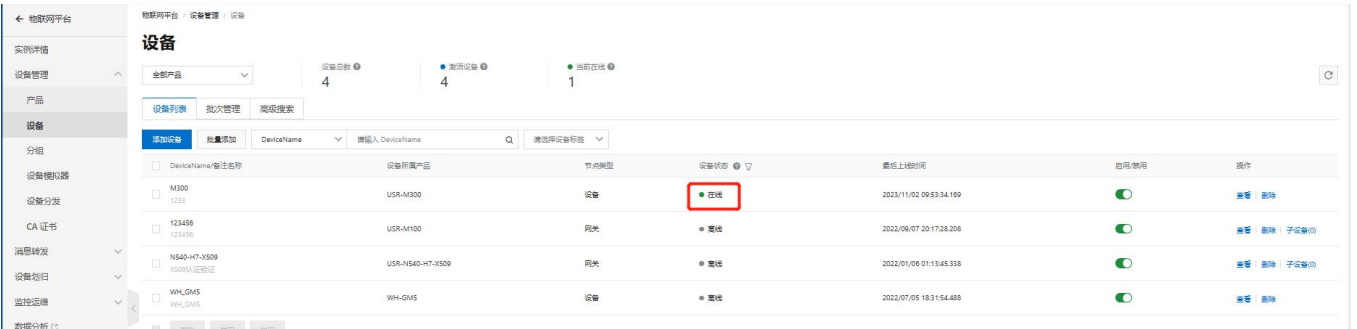 ← 物联网平台
实例详情
设备管理
产品
设备
分组
设备模拟器
设备分发
CA 证书
消息转发
设备划归
监控运维
数据分析
物联网平台 / 设备管理 / 设备
设备
全部产品
设备总数
4
激活设备
4
当前在线
1
设备列表 批次管理 高级搜索
添加设备 批量添加 DeviceName 请输入 DeviceName 请选择设备标签
DeviceName/备注名称 设备所属产品 节点类型 设备状态 最后上线时间 启用/禁用 操作
M300 USR-M300 设备 在线 2023/11/02 09:53:34.169 查看 删除
1233
123456 USR-M100 网关 离线 2022/09/07 20:17:28.208 查看 删除 子设备(0)
123456
N540-H7-X509 USR-N540-H7-X509 网关 离线 2022/01/06 01:13:45.338 查看 删除 子设备(0)
X509认证验证
WH_GM5 WH-GM5 设备 离线 2022/07/05 18:31:54.488 查看 删除
WH_GM5